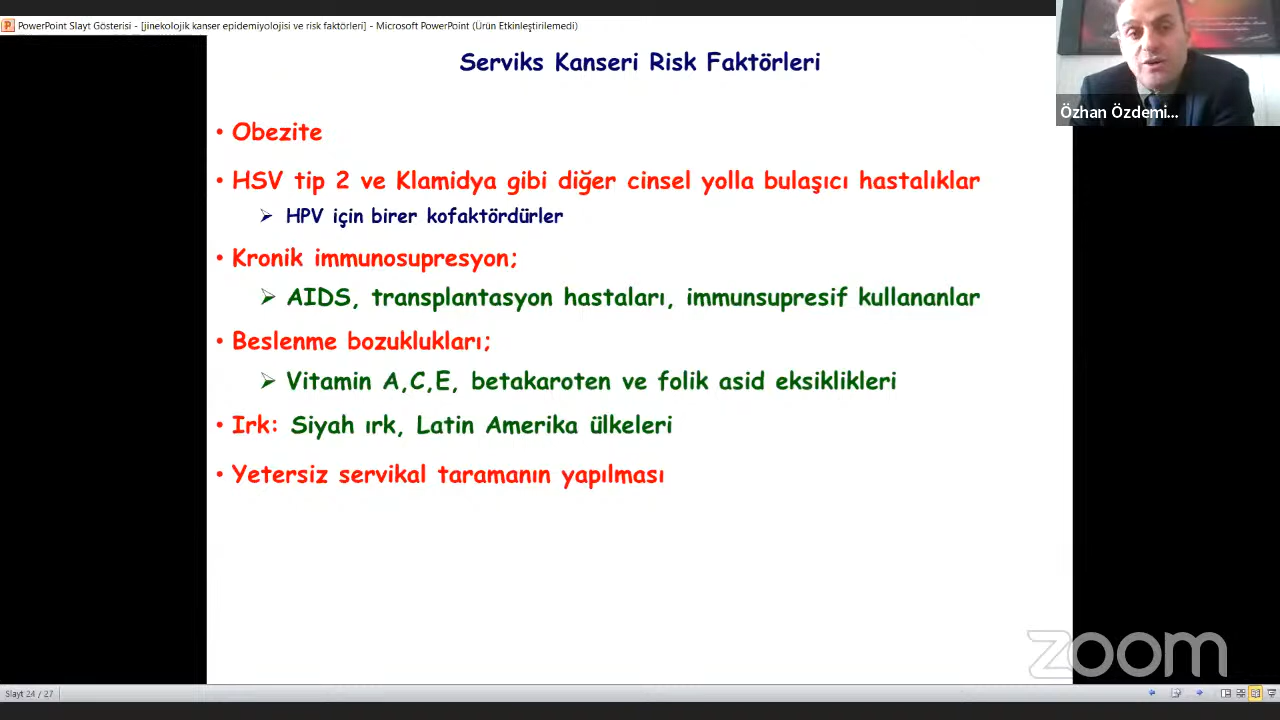 PowerPoint Slayt Gösterisi - [jinekolojik kanser epidemiyolojisi ve risk faktörleri] - Microsoft PowerPoint (Ürün Etkinleştirilemedi)
Serviks Kanseri Risk Faktörleri
Özhan Özdemi...
• Obezite
• HSV tip 2 ve Klamidya gibi diğer cinsel yolla bulaşıcı hastalıklar
➢ HPV için birer kofaktördürler
• Kronik immunosupresyon;
➢ AIDS, transplantasyon hastaları, immunsupresif kullananlar
• Beslenme bozuklukları;
➢ Vitamin A,C,E, betakaroten ve folik asid eksiklikleri
• Irk: Siyah ırk, Latin Amerika ülkeleri
• Yetersiz servikal taramanın yapılması
zoom
Slayt 24 / 27